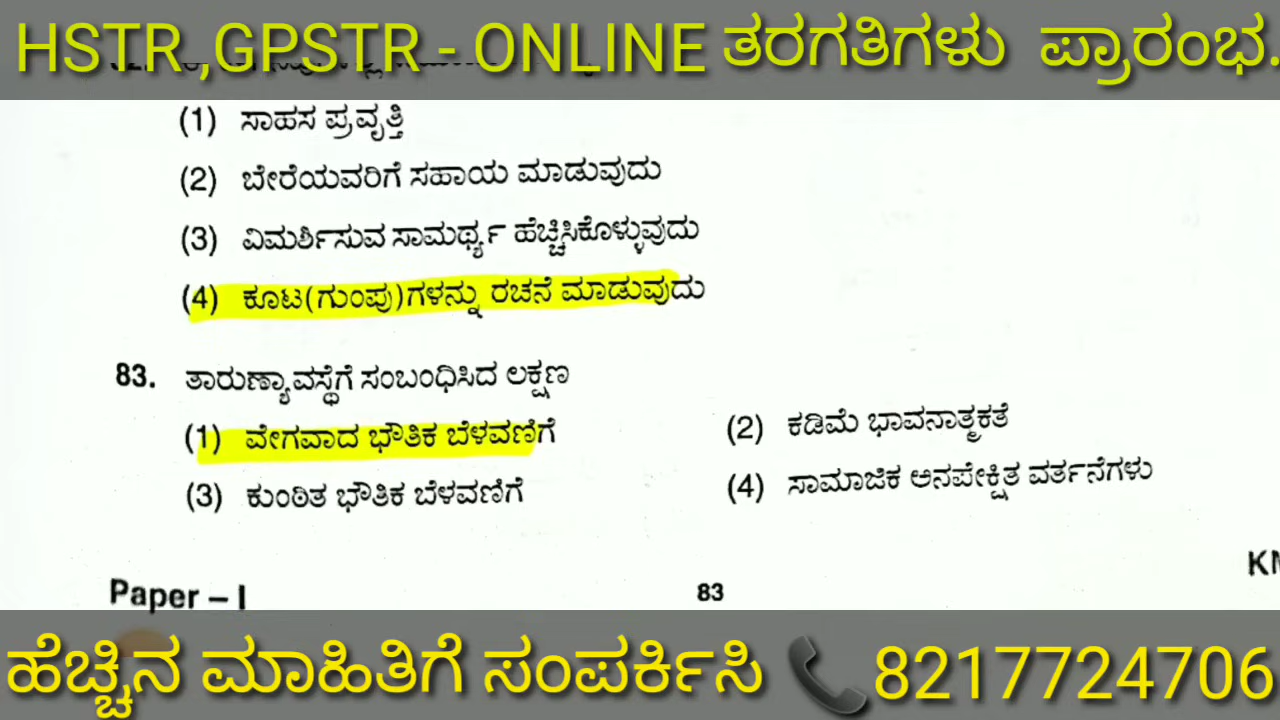 HSTR ,GPSTR - ONLINE ತರಗತಿಗಳು ಪ್ರಾರಂಭ.
(1) ಸಾಹಸ ಪ್ರವೃತ್ತಿ
(2) ಬೇರೆಯವರಿಗೆ ಸಹಾಯ ಮಾಡುವುದು
(3) ವಿಮರ್ಶಿಸುವ ಸಾಮರ್ಥ್ಯ ಹೆಚ್ಚಿಸಿಕೊಳ್ಳುವುದು
(4) ಕೂಟ(ಗುಂಪು)ಗಳನ್ನು ರಚನೆ ಮಾಡುವುದು
83. ತಾರುಣ್ಯಾವಸ್ಥೆಗೆ ಸಂಬಂಧಿಸಿದ ಲಕ್ಷಣ
(1) ವೇಗವಾದ ಭೌತಿಕ ಬೆಳವಣಿಗೆ (2) ಕಡಿಮೆ ಭಾವನಾತ್ಮಕತೆ
(3) ಕುಂಠಿತ ಭೌತಿಕ ಬೆಳವಣಿಗೆ (4) ಸಾಮಾಜಿಕ ಅನಪೇಕ್ಷಿತ ವರ್ತನೆಗಳು
Paper – I 83
ಹೆಚ್ಚಿನ ಮಾಹಿತಿಗೆ ಸಂಪರ್ಕಿಸಿ 8217724706